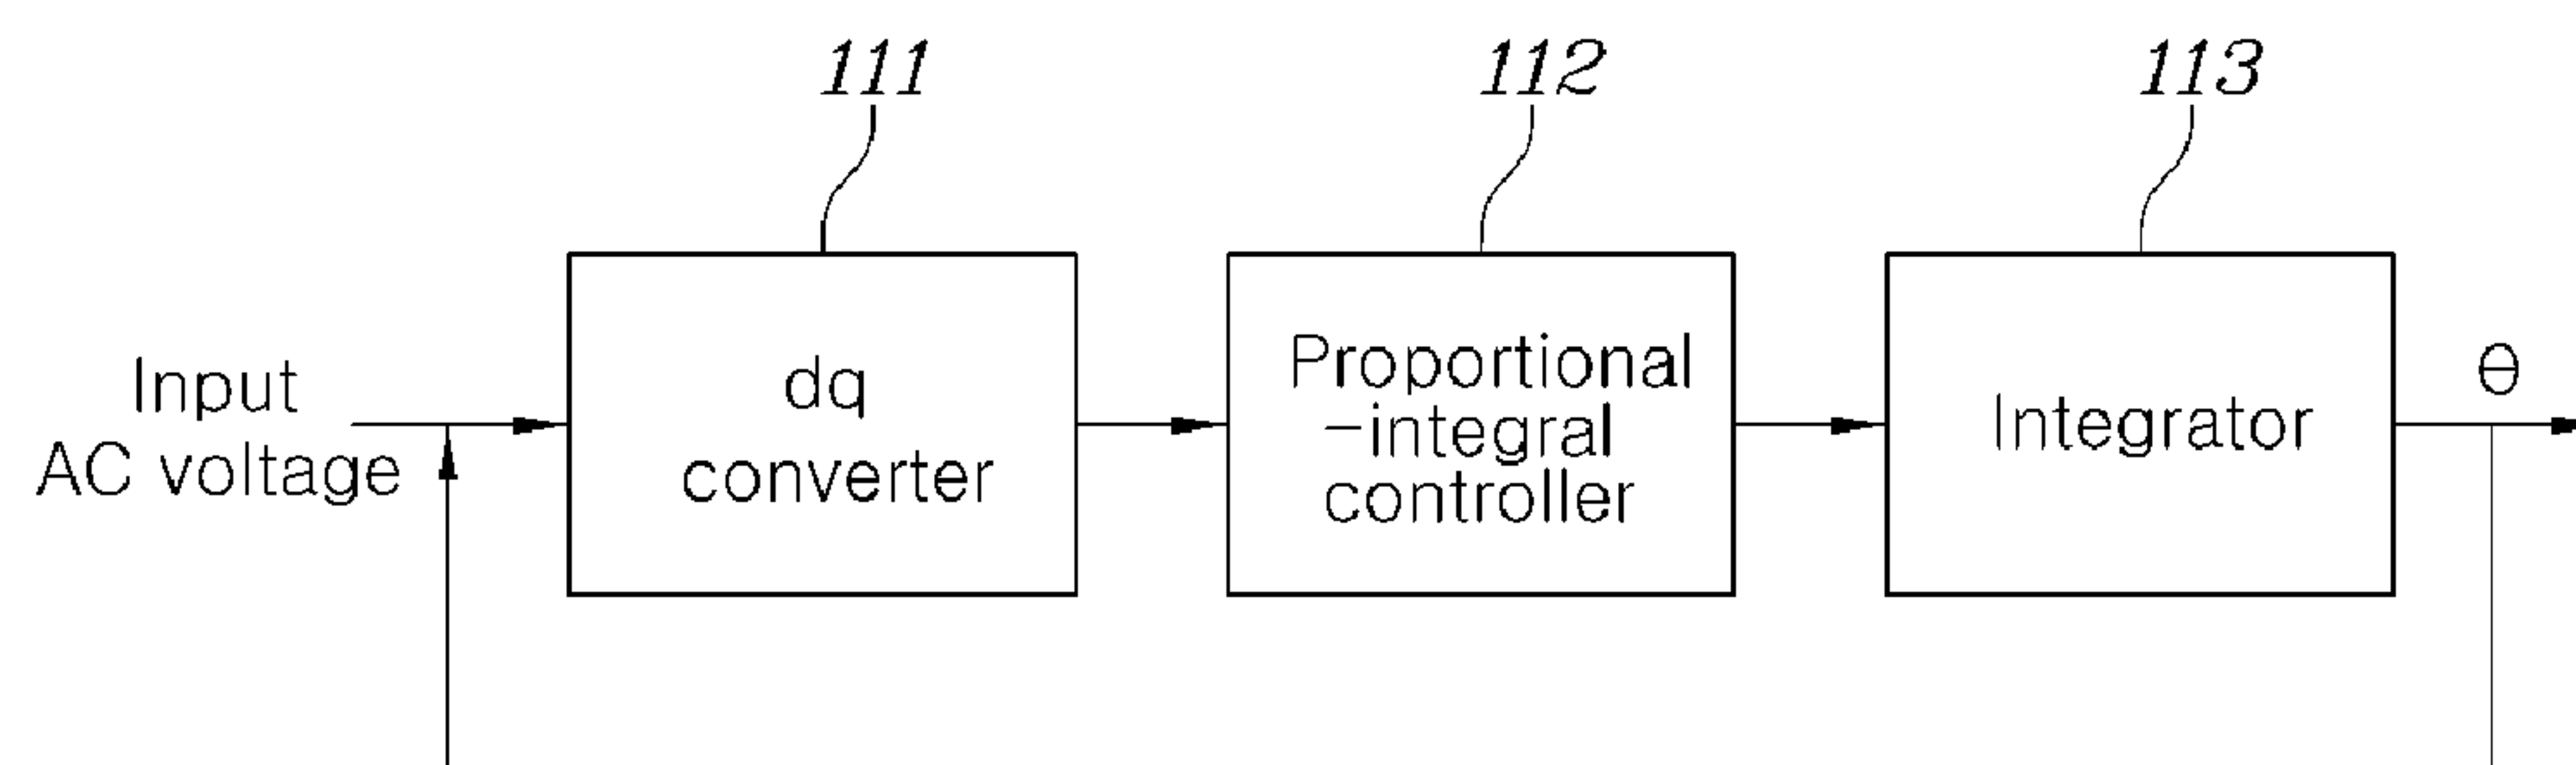 111
112
113
Input
AC voltage
dq
converter
Proportional
-integral
controller
Integrator
θ